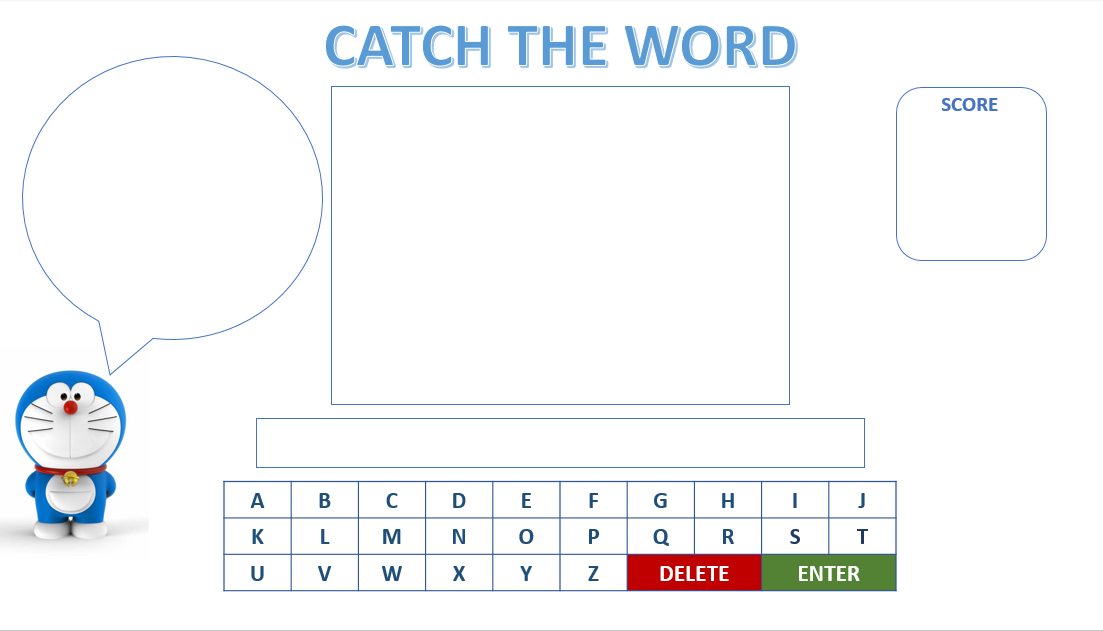 CATCH THE WORD
SCORE
A B C D E F G H I J
K L M N O P Q R S T
U V W X Y Z DELETE ENTER